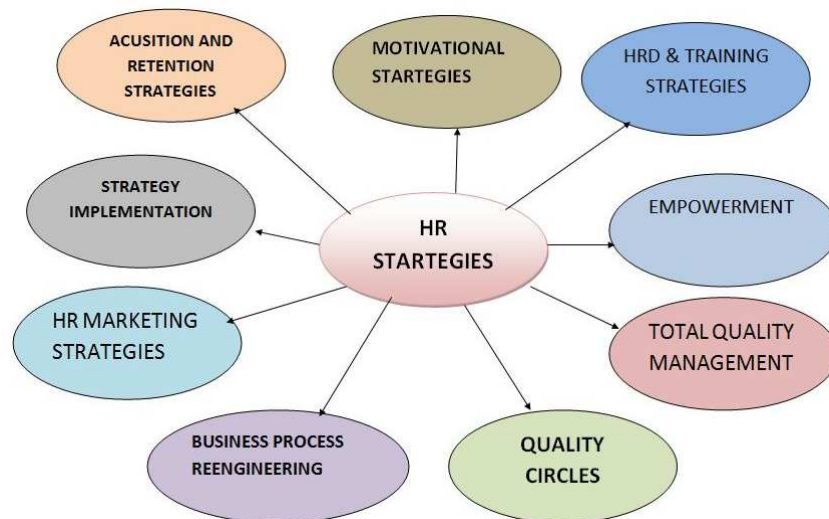 ACUSITION AND
RETENTION
STRATEGIES
MOTIVATIONAL
STARTEGIES
HRD & TRAINING
STRATEGIES
STRATEGY
IMPLEMENTATION
HR
STARTEGIES
EMPOWERMENT
HR MARKETING
STRATEGIES
TOTAL QUALITY
MANAGEMENT
BUSINESS PROCESS
REENGINEERING
QUALITY
CIRCLES